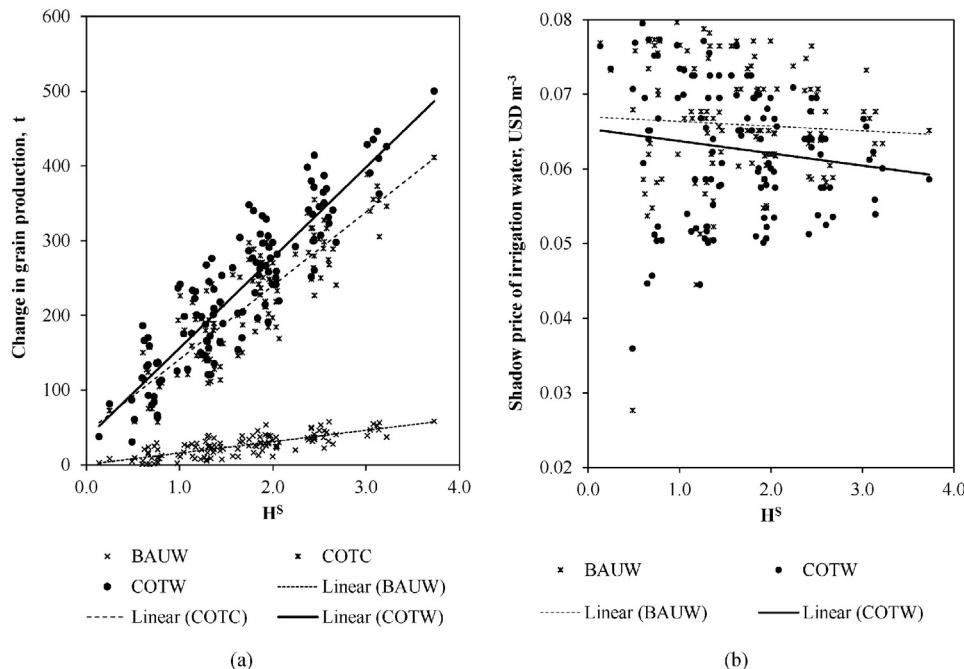 600
500
400
300
200
100
0
Change in grain production, t
0.0 1.0 2.0 3.0 4.0
H^S
BAUW COTC
COTW Linear (BAUW)
Linear (COTC) Linear (COTW)
(a)
0.08
0.07
0.06
0.05
0.04
0.03
0.02
Shadow price of irrigation water, USD m^-3
0.0 1.0 2.0 3.0 4.0
H^S
BAUW COTW
Linear (BAUW) Linear (COTW)
(b)